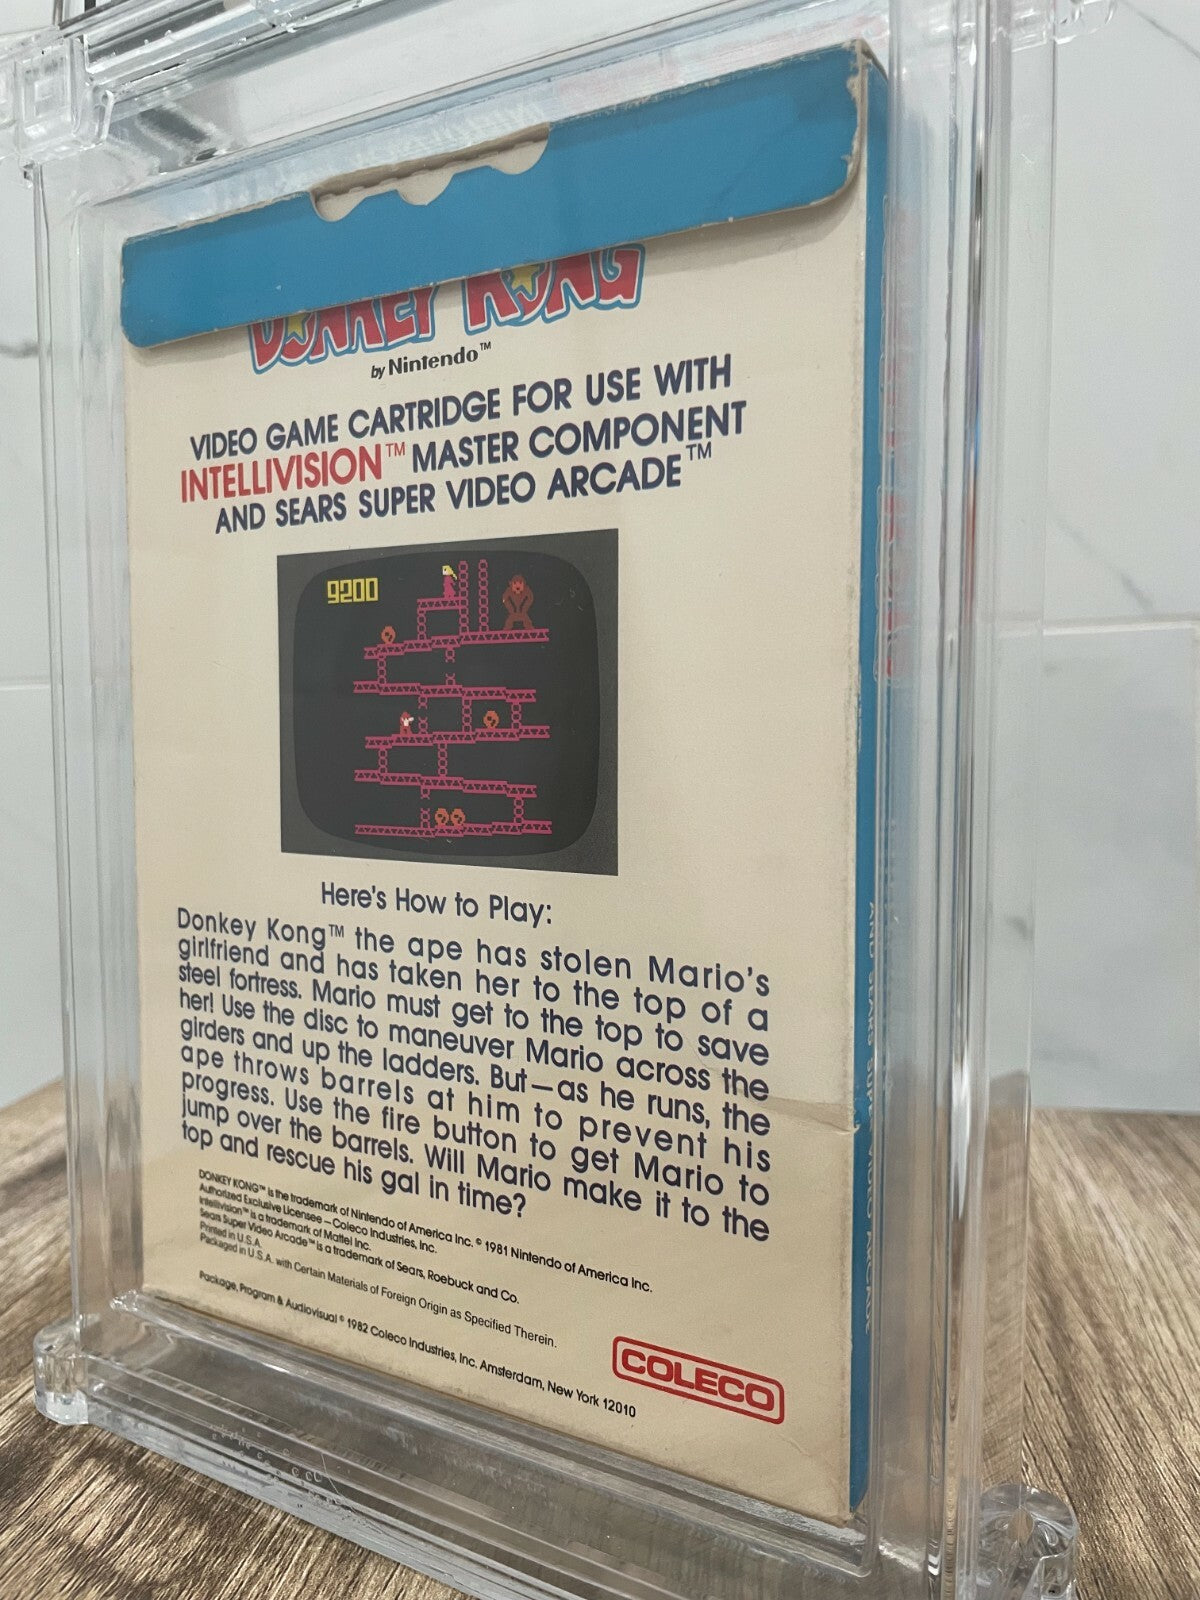 DONKEY KONG
by Nintendo™
VIDEO GAME CARTRIDGE FOR USE WITH
INTELLIVISION™ MASTER COMPONENT
AND SEARS SUPER VIDEO ARCADE™
9200
Here's How to Play:
Donkey Kong™ the ape has stolen Mario's
girlfriend and has taken her to the top of a
steel fortress. Mario must get to the top to save
her! Use the disc to maneuver Mario across the
girders and up the ladders. But—as he runs, the
ape throws barrels at him to prevent his
progress. Use the fire button to get Mario to
jump over the barrels. Will Mario make it to the
top and rescue his gal in time?
DONKEY KONG™ is the trademark of Nintendo of America Inc. © 1981 Nintendo of America Inc.
Authorized Exclusive Licensee – Coleco Industries, Inc.
Intellivision™ is a trademark of Mattel Inc.
Sears Super Video Arcade™ is a trademark of Sears, Roebuck and Co.
Printed in U.S.A.
Packaged in U.S.A. with Certain Materials of Foreign Origin as Specified Therein.
Package, Program & Audiovisual © 1982 Coleco Industries, Inc. Amsterdam, New York 12010
COLECO
AND SEARS SUPER VIDEO ARCADE